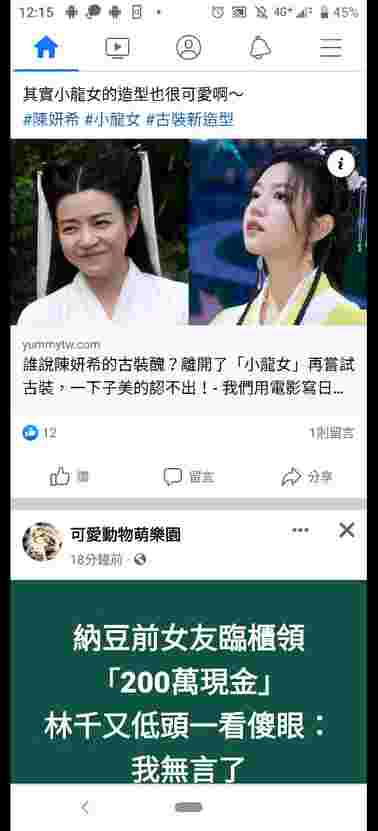 12:15 4G+ 45%
其實小龍女的造型也很可愛啊～
#陳妍希 #小龍女 #古裝新造型
i
yummytw.com
誰說陳妍希的古裝醜？離開了「小龍女」再嘗試
古裝，一下子美的認不出！- 我們用電影寫日...
12 1則留言
讚 留言 分享
可愛動物萌樂園
18分鐘前 ·
納豆前女友臨櫃領
「200萬現金」
林千又低頭一看傻眼：
我無言了